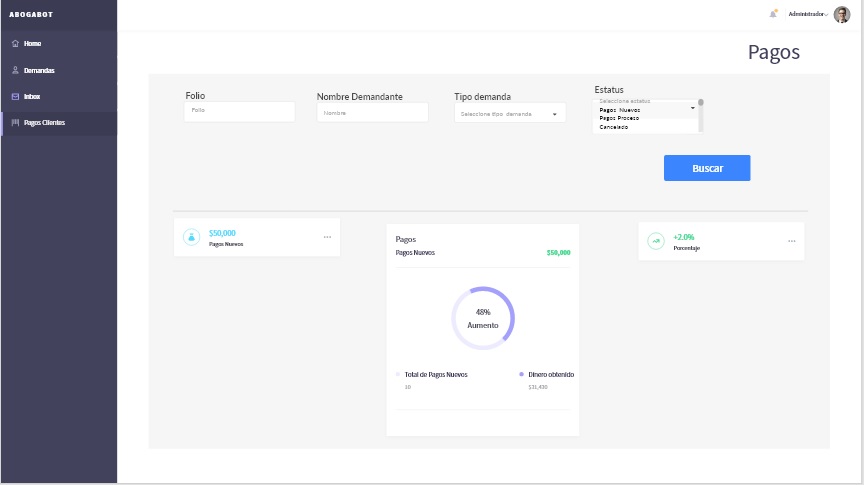 ABOGABOT
Administrador
Home
Demandas
Inbox
Pagos Clientes
Pagos
Folio
Folio
Nombre Demandante
Nombre
Tipo demanda
Seleccione tipo demanda
Estatus
Seleccione estatus
Pagos Nuevos
Pagos Proceso
Cancelado
Buscar
$50,000
Pagos Nuevos
Pagos
Pagos Nuevos
$50,000
48%
Aumento
Total de Pagos Nuevos
10
Dinero obtenido
$31,430
+2.0%
Porcentaje